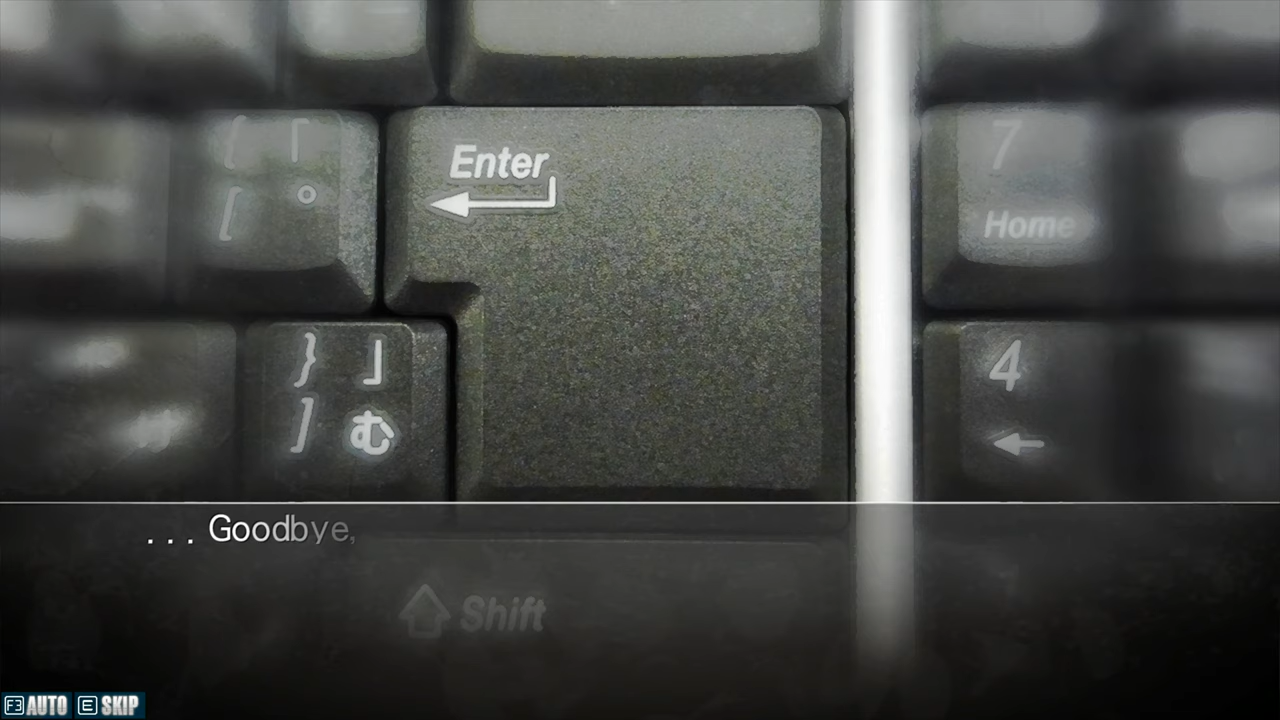 { 「
[ ゜
Enter
7
Home
} 」
] む
4
... Goodbye,
Shift
F3 AUTO E SKIP